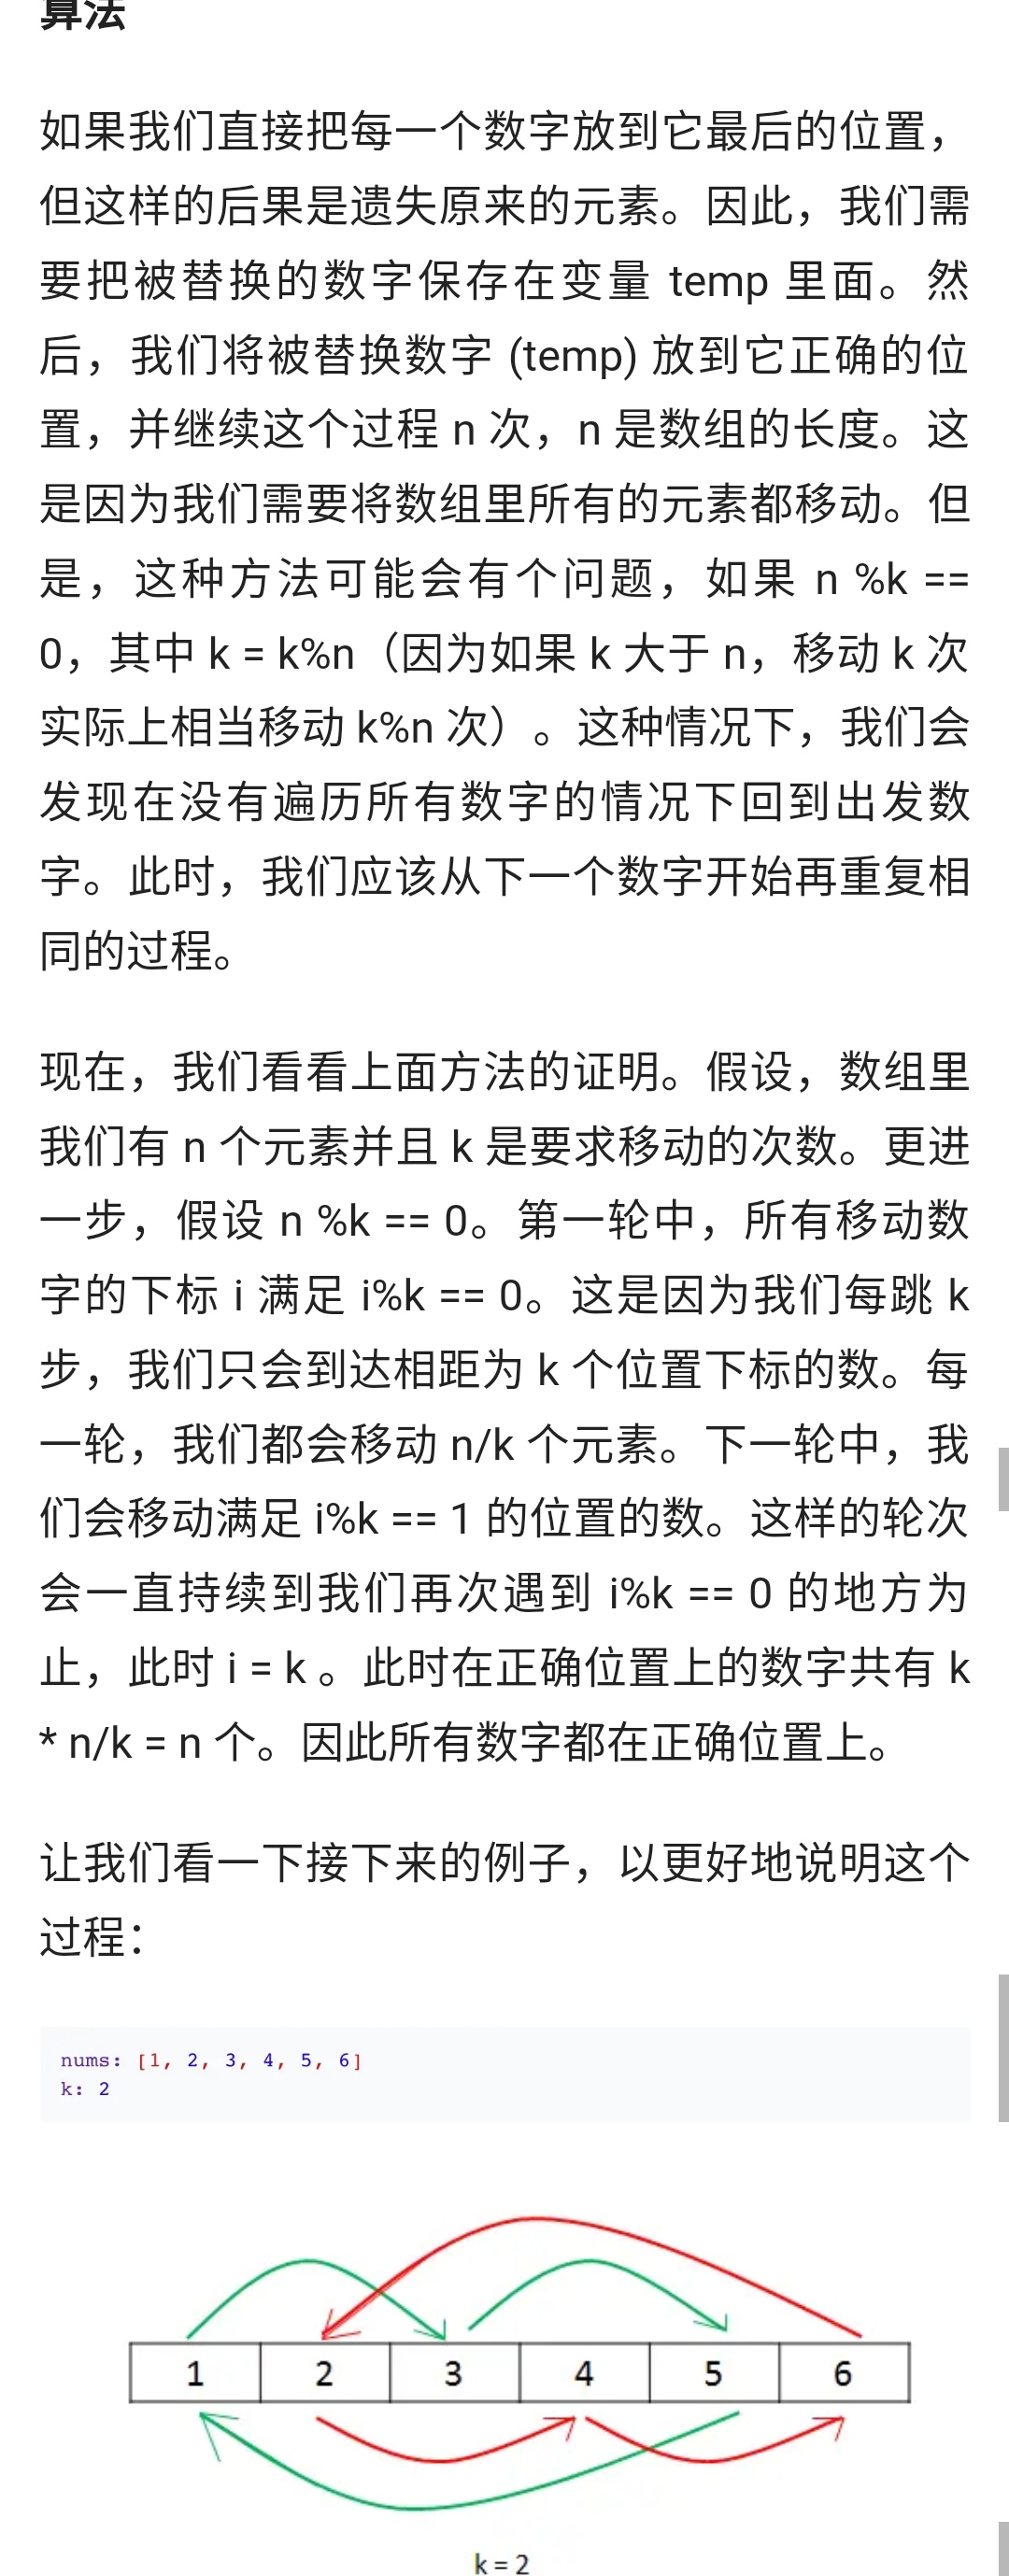 算法
如果我们直接把每一个数字放到它最后的位置，
但这样的后果是遗失原来的元素。因此，我们需
要把被替换的数字保存在变量 temp 里面。然
后，我们将被替换数字 (temp) 放到它正确的位
置，并继续这个过程 n 次，n 是数组的长度。这
是因为我们需要将数组里所有的元素都移动。但
是，这种方法可能会有个问题，如果 n %k ==
0，其中 k = k%n（因为如果 k 大于 n，移动 k 次
实际上相当移动 k%n 次）。这种情况下，我们会
发现在没有遍历所有数字的情况下回到出发数
字。此时，我们应该从下一个数字开始再重复相
同的过程。
现在，我们看看上面方法的证明。假设，数组里
我们有 n 个元素并且 k 是要求移动的次数。更进
一步，假设 n %k == 0。第一轮中，所有移动数
字的下标 i 满足 i%k == 0。这是因为我们每跳 k
步，我们只会到达相距为 k 个位置下标的数。每
一轮，我们都会移动 n/k 个元素。下一轮中，我
们会移动满足 i%k == 1 的位置的数。这样的轮次
会一直持续到我们再次遇到 i%k == 0 的地方为
止，此时 i = k 。此时在正确位置上的数字共有 k
* n/k = n 个。因此所有数字都在正确位置上。
让我们看一下接下来的例子，以更好地说明这个
过程：
nums: [1, 2, 3, 4, 5, 6]
k: 2
1 2 3 4 5 6
k = 2